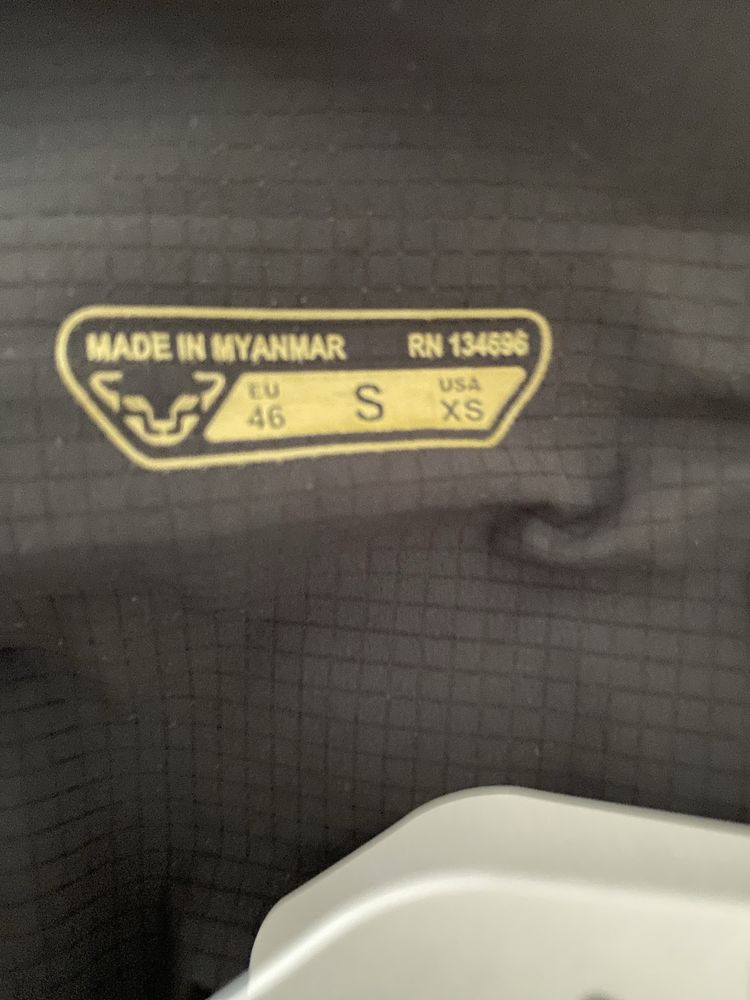 MADE IN MYANMAR RN 134696
EU S USA
46 XS